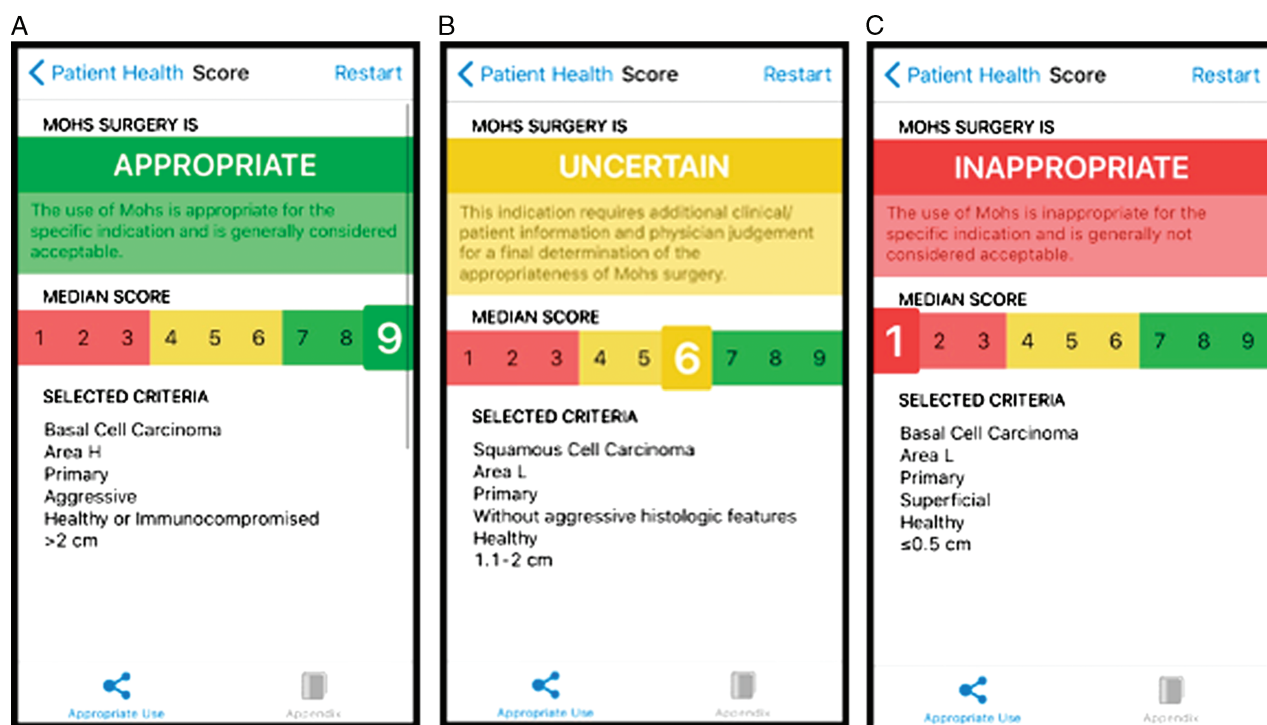 A
Patient Health Score Restart
MOHS SURGERY IS
APPROPRIATE
The use of Mohs is appropriate for the
specific indication and is generally considered
acceptable.
MEDIAN SCORE
1 2 3 4 5 6 7 8 9
SELECTED CRITERIA
Basal Cell Carcinoma
Area H
Primary
Aggressive
Healthy or Immunocompromised
>2 cm
Appropriate Use Appendix
B
Patient Health Score Restart
MOHS SURGERY IS
UNCERTAIN
This indication requires additional clinical/
patient information and physician judgement
for a final determination of the
appropriateness of Mohs surgery.
MEDIAN SCORE
1 2 3 4 5 6 7 8 9
SELECTED CRITERIA
Squamous Cell Carcinoma
Area L
Primary
Without aggressive histologic features
Healthy
1.1-2 cm
Appropriate Use Appendix
C
Patient Health Score Restart
MOHS SURGERY IS
INAPPROPRIATE
The use of Mohs is inappropriate for the
specific indication and is generally not
considered acceptable.
MEDIAN SCORE
1 2 3 4 5 6 7 8 9
SELECTED CRITERIA
Basal Cell Carcinoma
Area L
Primary
Superficial
Healthy
≤0.5 cm
Appropriate Use Appendix